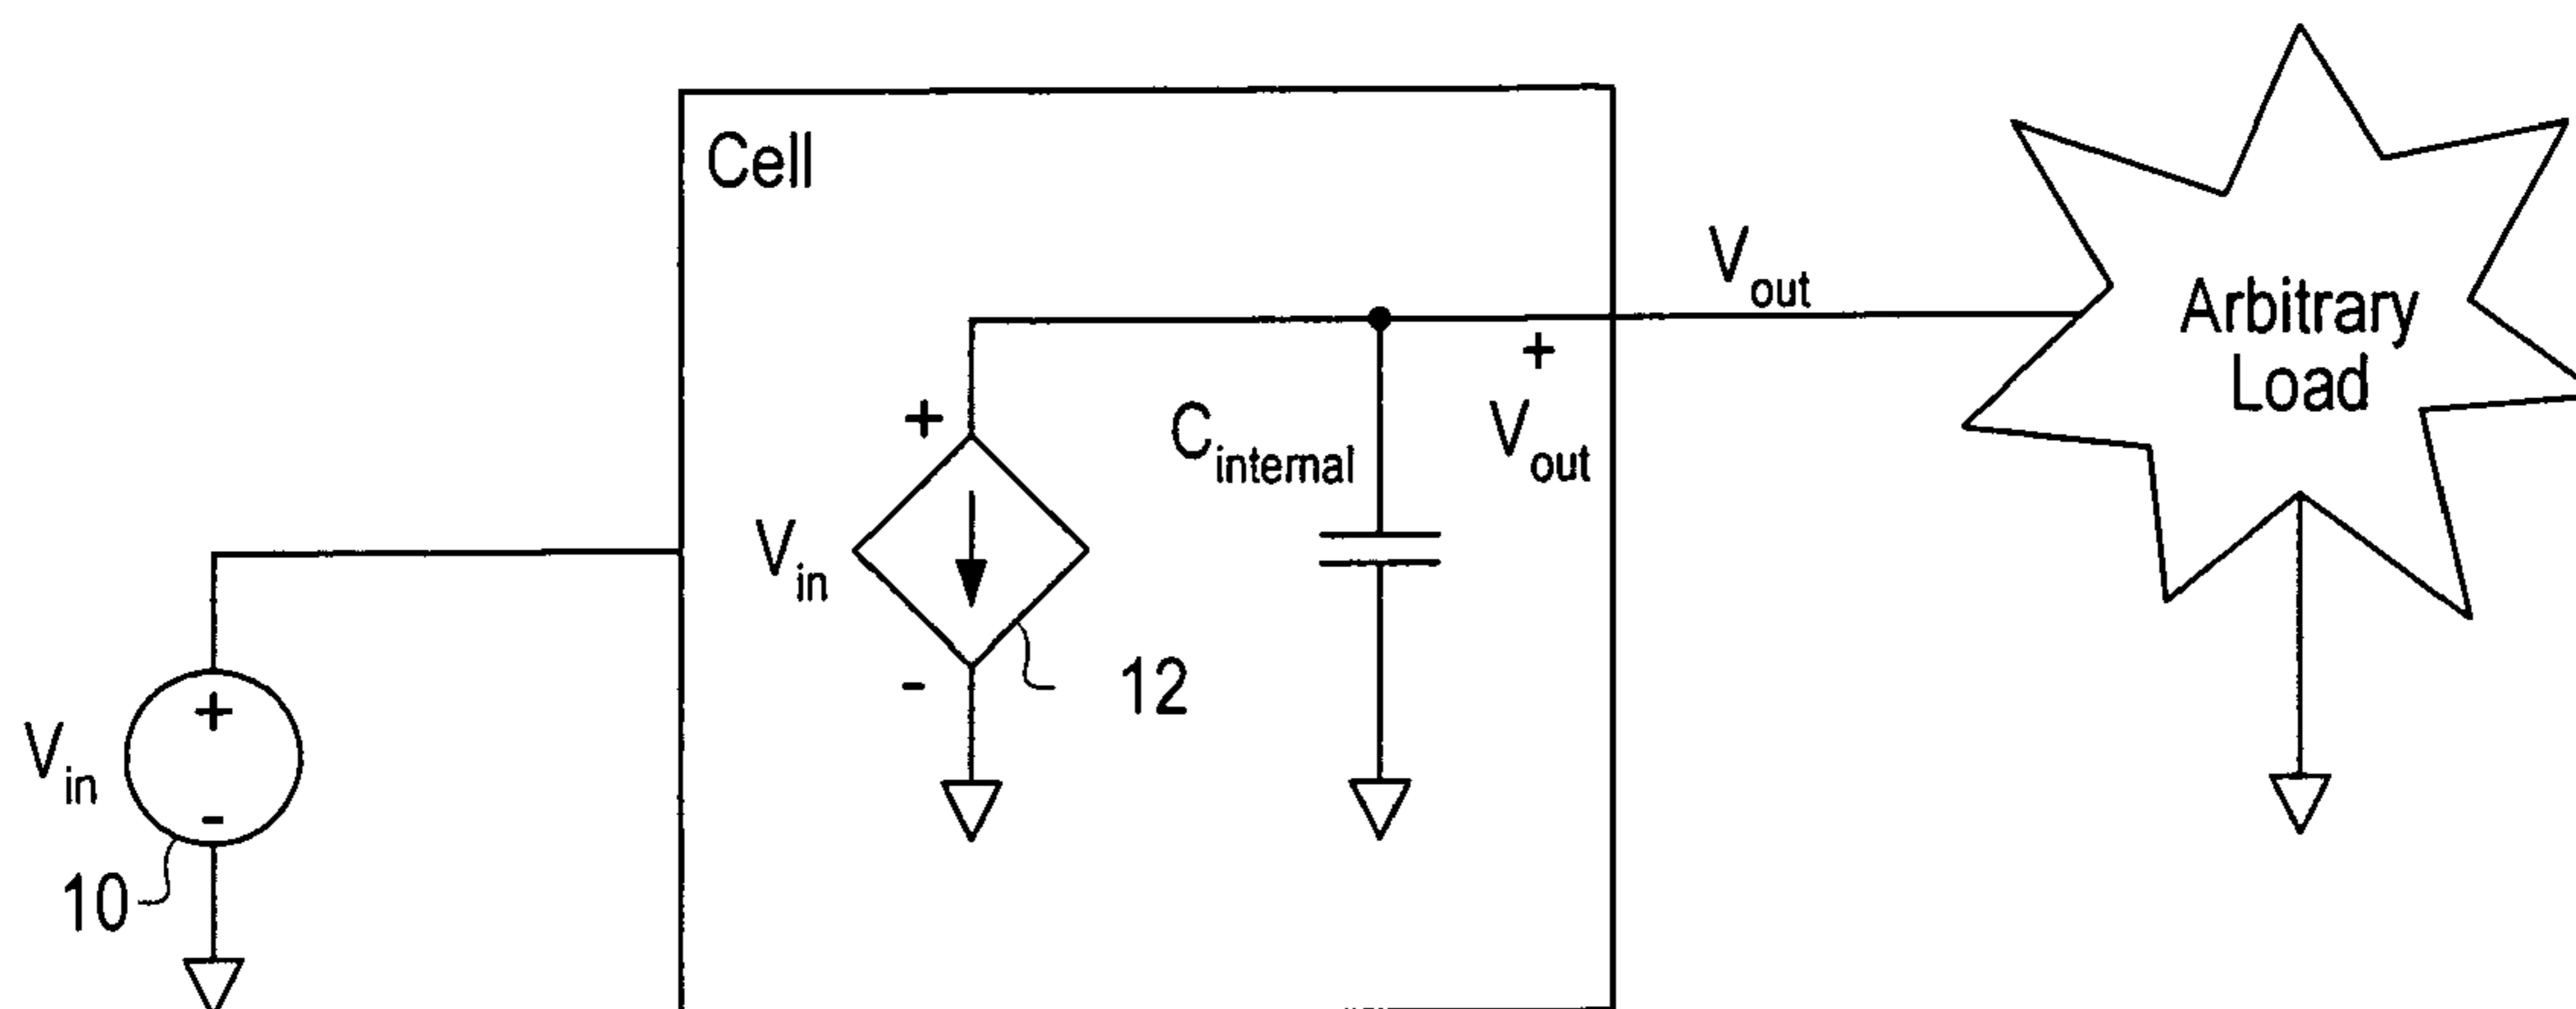 Cell
V out
+
Arbitrary
Load
+
C internal
V out
V in
-
12
V in
+
-
10